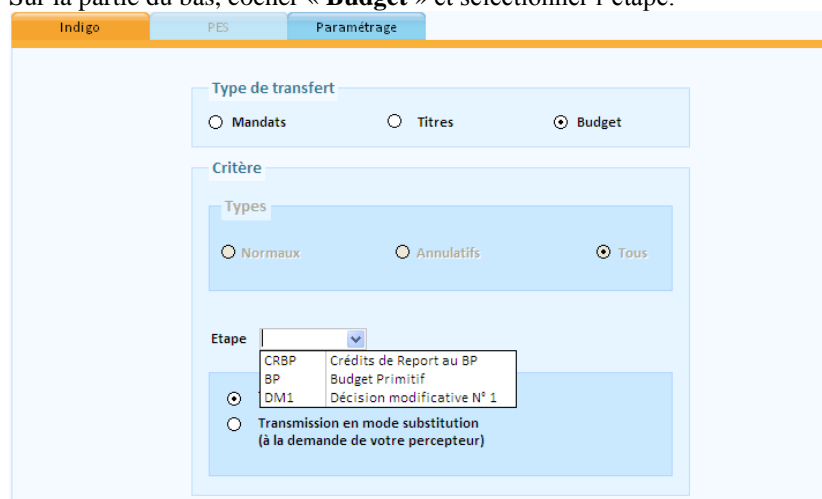 Sur la partie du bas, cocher « Budget » et sélectionner l'étape.
Indigo PES Paramétrage
Type de transfert
Mandats Titres Budget
Critère
Types
Normaux Annulatifs Tous
Etape
CRBP Crédits de Report au BP
BP Budget Primitif
DM1 Décision modificative N° 1
Transmission en mode substitution
(à la demande de votre percepteur)